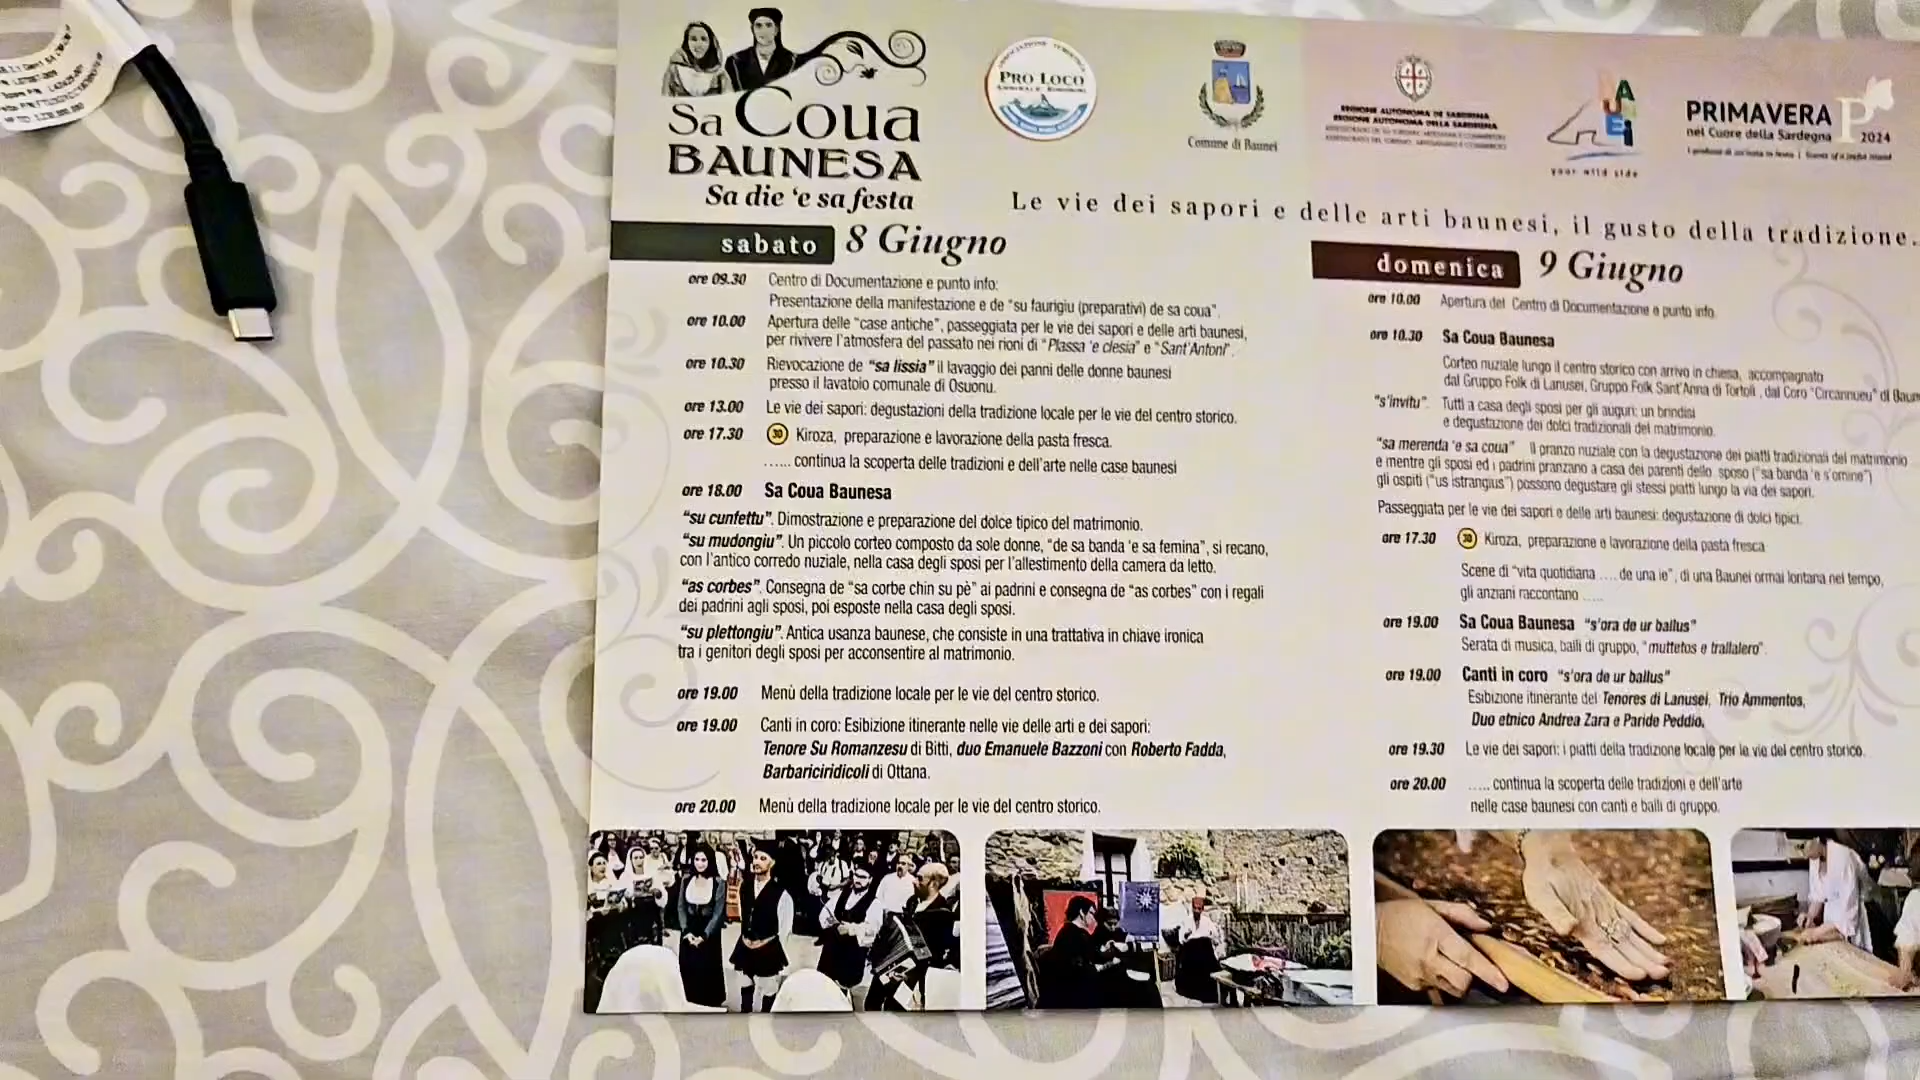 Sa Coua
BAUNESA
Sa die 'e sa festa
PRO LOCO
Comune di Baunei
REGIONE AUTONOMA DE SARDIGNA
REGIONE AUTONOMA DELLA SARDEGNA
BAUNEI
your wild side
PRIMAVERA
nel Cuore della Sardegna
2024
Le vie dei sapori e delle arti baunesi, il gusto della tradizione.
sabato 8 Giugno
ore 09.30 Centro di Documentazione e punto info:
Presentazione della manifestazione e de "su faurigiu (preparativi) de sa coua".
ore 10.00 Apertura delle "case antiche", passeggiata per le vie dei sapori e delle arti baunesi,
per rivivere l'atmosfera del passato nei rioni di "Plassa 'e clesia" e "Sant'Antoni".
ore 10.30 Rievocazione de "sa lissia" il lavaggio dei panni delle donne baunesi
presso il lavatoio comunale di Osuonu.
ore 13.00 Le vie dei sapori: degustazioni della tradizione locale per le vie del centro storico.
ore 17.30 30 Kiroza, preparazione e lavorazione della pasta fresca.
...... continua la scoperta delle tradizioni e dell'arte nelle case baunesi
ore 18.00 Sa Coua Baunesa
"su cunfettu". Dimostrazione e preparazione del dolce tipico del matrimonio.
"su mudongiu". Un piccolo corteo composto da sole donne, "de sa banda 'e sa femina", si recano,
con l'antico corredo nuziale, nella casa degli sposi per l'allestimento della camera da letto.
"as corbes". Consegna de "sa corbe chin su pè" ai padrini e consegna de "as corbes" con i regali
dei padrini agli sposi, poi esposte nella casa degli sposi.
"su plettongiu". Antica usanza baunese, che consiste in una trattativa in chiave ironica
tra i genitori degli sposi per acconsentire al matrimonio.
ore 19.00 Menù della tradizione locale per le vie del centro storico.
ore 19.00 Canti in coro: Esibizione itinerante nelle vie delle arti e dei sapori:
Tenore Su Romanzesu di Bitti, duo Emanuele Bazzoni con Roberto Fadda,
Barbariciridicoli di Ottana.
ore 20.00 Menù della tradizione locale per le vie del centro storico.
domenica 9 Giugno
ore 10.00 Apertura del Centro di Documentazione e punto info
ore 10.30 Sa Coua Baunesa
Corteo nuziale lungo il centro storico con arrivo in chiesa, accompagnato
dal Gruppo Folk di Lanusei, Gruppo Folk Sant'Anna di Tortolì, dal Coro "Circannueu" di
"s'invitu". Tutti a casa degli sposi per gli auguri: un brindisi
e degustazione dei dolci tradizionali del matrimonio.
"sa merenda 'e sa coua" Il pranzo nuziale con la degustazione dei piatti tradizionali del matrimonio
e mentre gli sposi ed i padrini pranzano a casa dei parenti dello sposo ("sa banda 'e s'omine")
gli ospiti ("us istrangius") possono degustare gli stessi piatti lungo la via dei sapori.
Passeggiata per le vie dei sapori e delle arti baunesi: degustazione di dolci tipici.
ore 17.30 30 Kiroza, preparazione e lavorazione della pasta fresca
Scene di "vita quotidiana .... de una ie", di una Baunei ormai lontana nel tempo,
gli anziani raccontano .....
ore 19.00 Sa Coua Baunesa "s'ora de ur ballus"
Serata di musica, balli di gruppo, "muttetos e trallalero".
ore 19.00 Canti in coro "s'ora de ur ballus"
Esibizione itinerante del Tenores di Lanusei, Trio Ammentos,
Duo etnico Andrea Zara e Paride Peddio.
ore 19.30 Le vie dei sapori: i piatti della tradizione locale per le vie del centro storico.
ore 20.00 ..... continua la scoperta delle tradizioni e dell'arte
nelle case baunesi con canti e balli di gruppo.